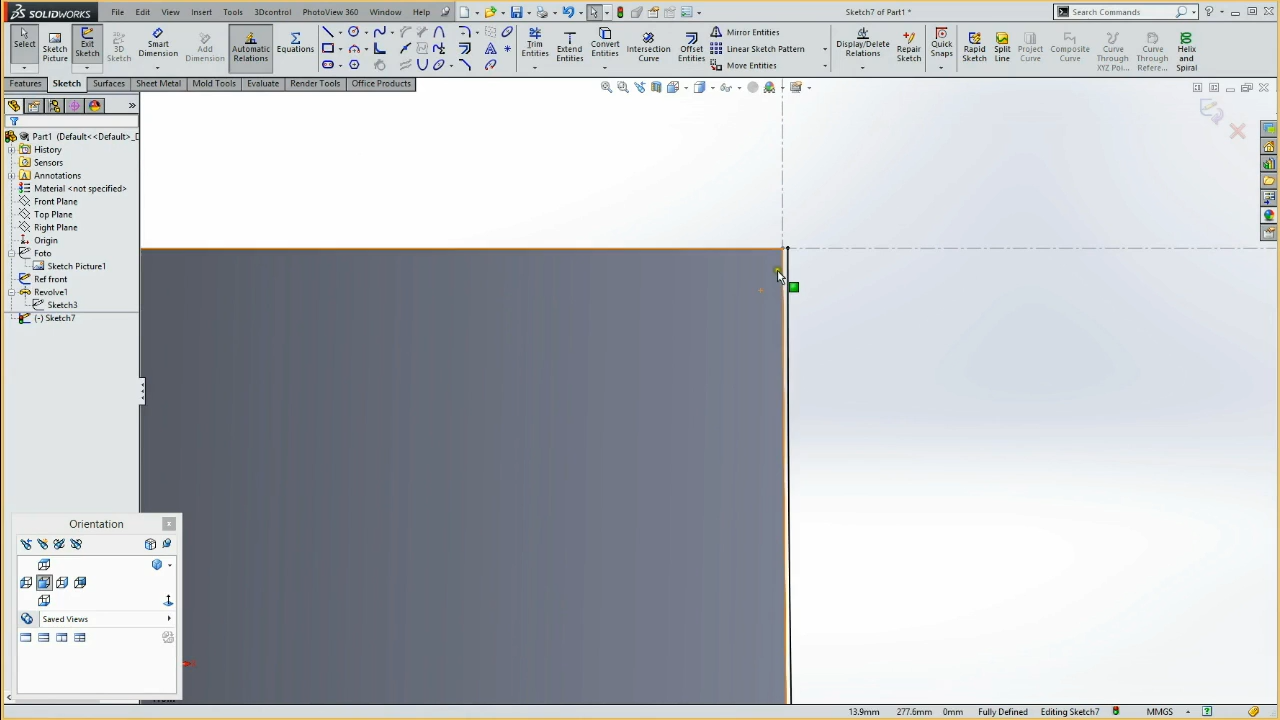 SOLIDWORKS File Edit View Insert Tools 3Dcontrol PhotoView 360 Window Help Sketch7 of Part1 * Search Commands
Select Sketch Picture Exit Sketch 3D Sketch Smart Dimension Add Dimension Automatic Relations Equations Trim Entities Extend Entities Convert Entities Intersection Curve Offset Entities Mirror Entities Linear Sketch Pattern Move Entities Display/Delete Relations Repair Sketch Quick Snaps Rapid Sketch Split Line Project Curve Composite Curve Curve Through XYZ Poi... Curve Through Refere... Helix and Spiral
Features Sketch Surfaces Sheet Metal Mold Tools Evaluate Render Tools Office Products
Part1 (Default<<Default>_D
History
Sensors
Annotations
Material <not specified>
Front Plane
Top Plane
Right Plane
Origin
Foto
Sketch Picture1
Ref front
Revolve1
Sketch3
(-) Sketch7
Orientation
Saved Views
13.9mm 277.6mm 0mm Fully Defined Editing Sketch7 MMGS